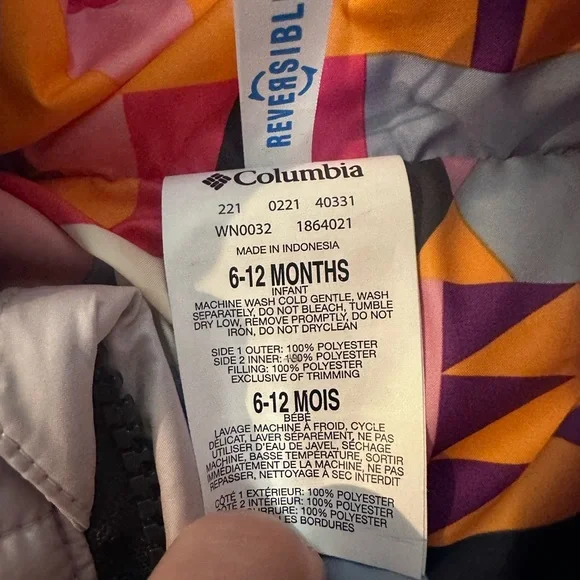 REVERSIBL
Columbia
221 0221 40331
WN0032 1864021
MADE IN INDONESIA
6-12 MONTHS
INFANT
MACHINE WASH COLD GENTLE, WASH
SEPARATELY, DO NOT BLEACH, TUMBLE
DRY LOW, REMOVE PROMPTLY, DO NOT
IRON, DO NOT DRYCLEAN
SIDE 1 OUTER: 100% POLYESTER
SIDE 2 INNER: 100% POLYESTER
FILLING: 100% POLYESTER
EXCLUSIVE OF TRIMMING
6-12 MOIS
BÉBÉ
LAVAGE MACHINE À FROID, CYCLE
DÉLICAT, LAVER SÉPARÉMENT, NE PAS
UTILISER D'EAU DE JAVEL, SÉCHAGE
MACHINE, BASSE TEMPÉRATURE, SORTIR
IMMÉDIATEMENT DE LA MACHINE, NE PAS
REPASSER, NETTOYAGE À SEC INTERDIT
CÔTÉ 1 EXTÉRIEUR: 100% POLYESTER
CÔTÉ 2 INTÉRIEUR: 100% POLYESTER
URRURE: 100% POLYESTER
LES BORDURES